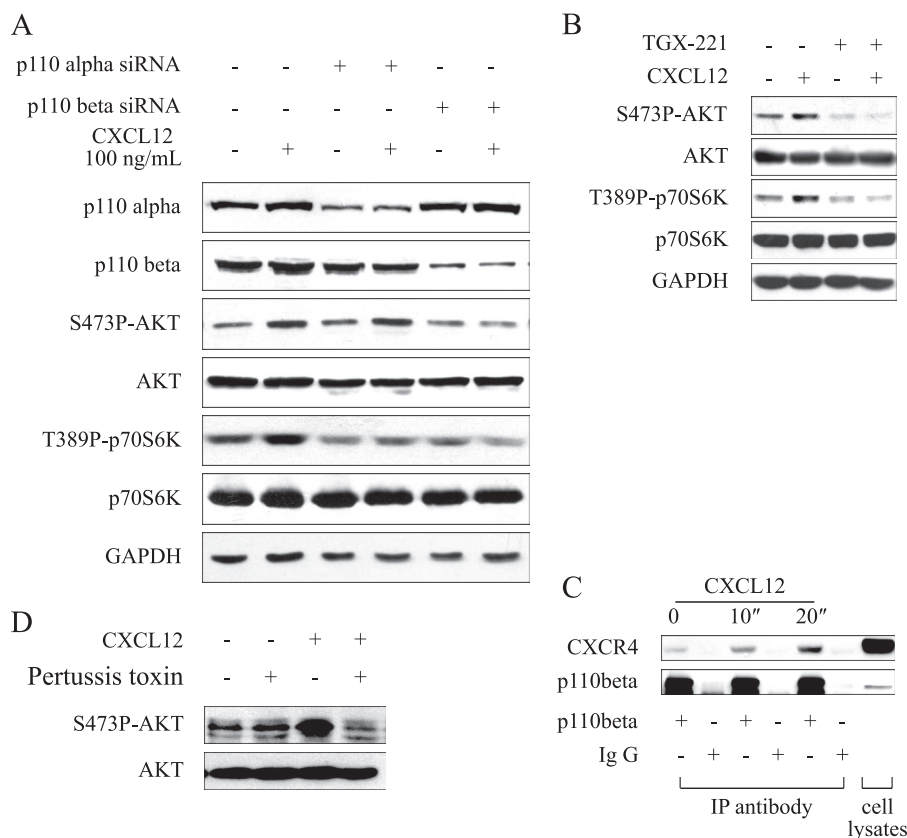 A
p110 alpha siRNA - - + + - -
p110 beta siRNA - - - - + +
CXCL12
100 ng/mL - + - + - +
p110 alpha
p110 beta
S473P-AKT
AKT
T389P-p70S6K
p70S6K
GAPDH
B
TGX-221 - - + +
CXCL12 - + - +
S473P-AKT
AKT
T389P-p70S6K
p70S6K
GAPDH
C
CXCL12
0 10″ 20″
CXCR4
p110beta
p110beta + - + - + -
Ig G - + - + - +
IP antibody cell
lysates
D
CXCL12 - - + +
Pertussis toxin - + - +
S473P-AKT
AKT